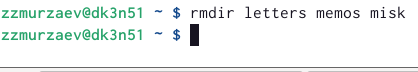 zzmurzaev@dk3n51 ~ $ rmdir letters memos misk
zzmurzaev@dk3n51 ~ $